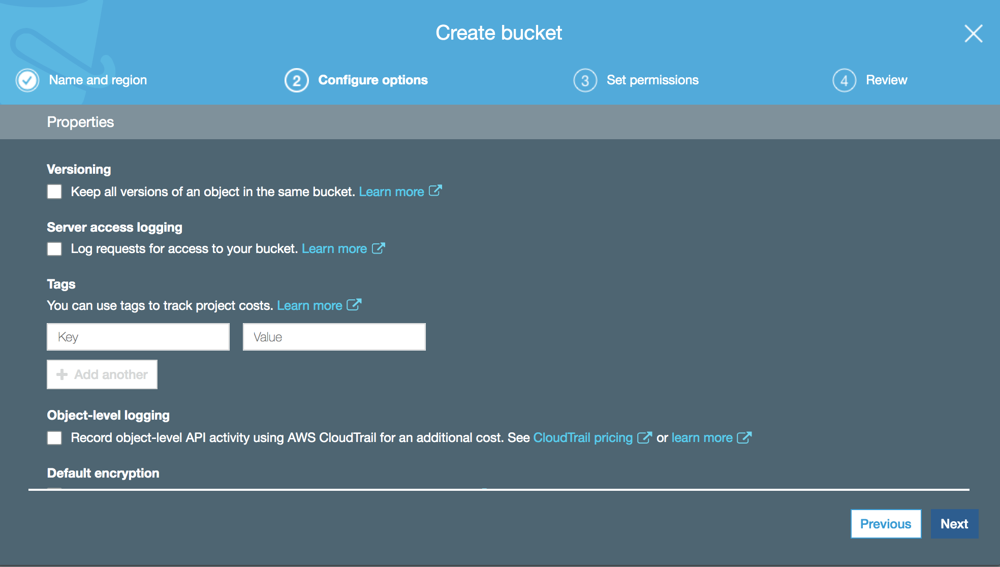 Create bucket
Name and region
2 Configure options
3 Set permissions
4 Review
Properties
Versioning
Keep all versions of an object in the same bucket. Learn more
Server access logging
Log requests for access to your bucket. Learn more
Tags
You can use tags to track project costs. Learn more
Key Value
+ Add another
Object-level logging
Record object-level API activity using AWS CloudTrail for an additional cost. See CloudTrail pricing or learn more
Default encryption
Previous Next